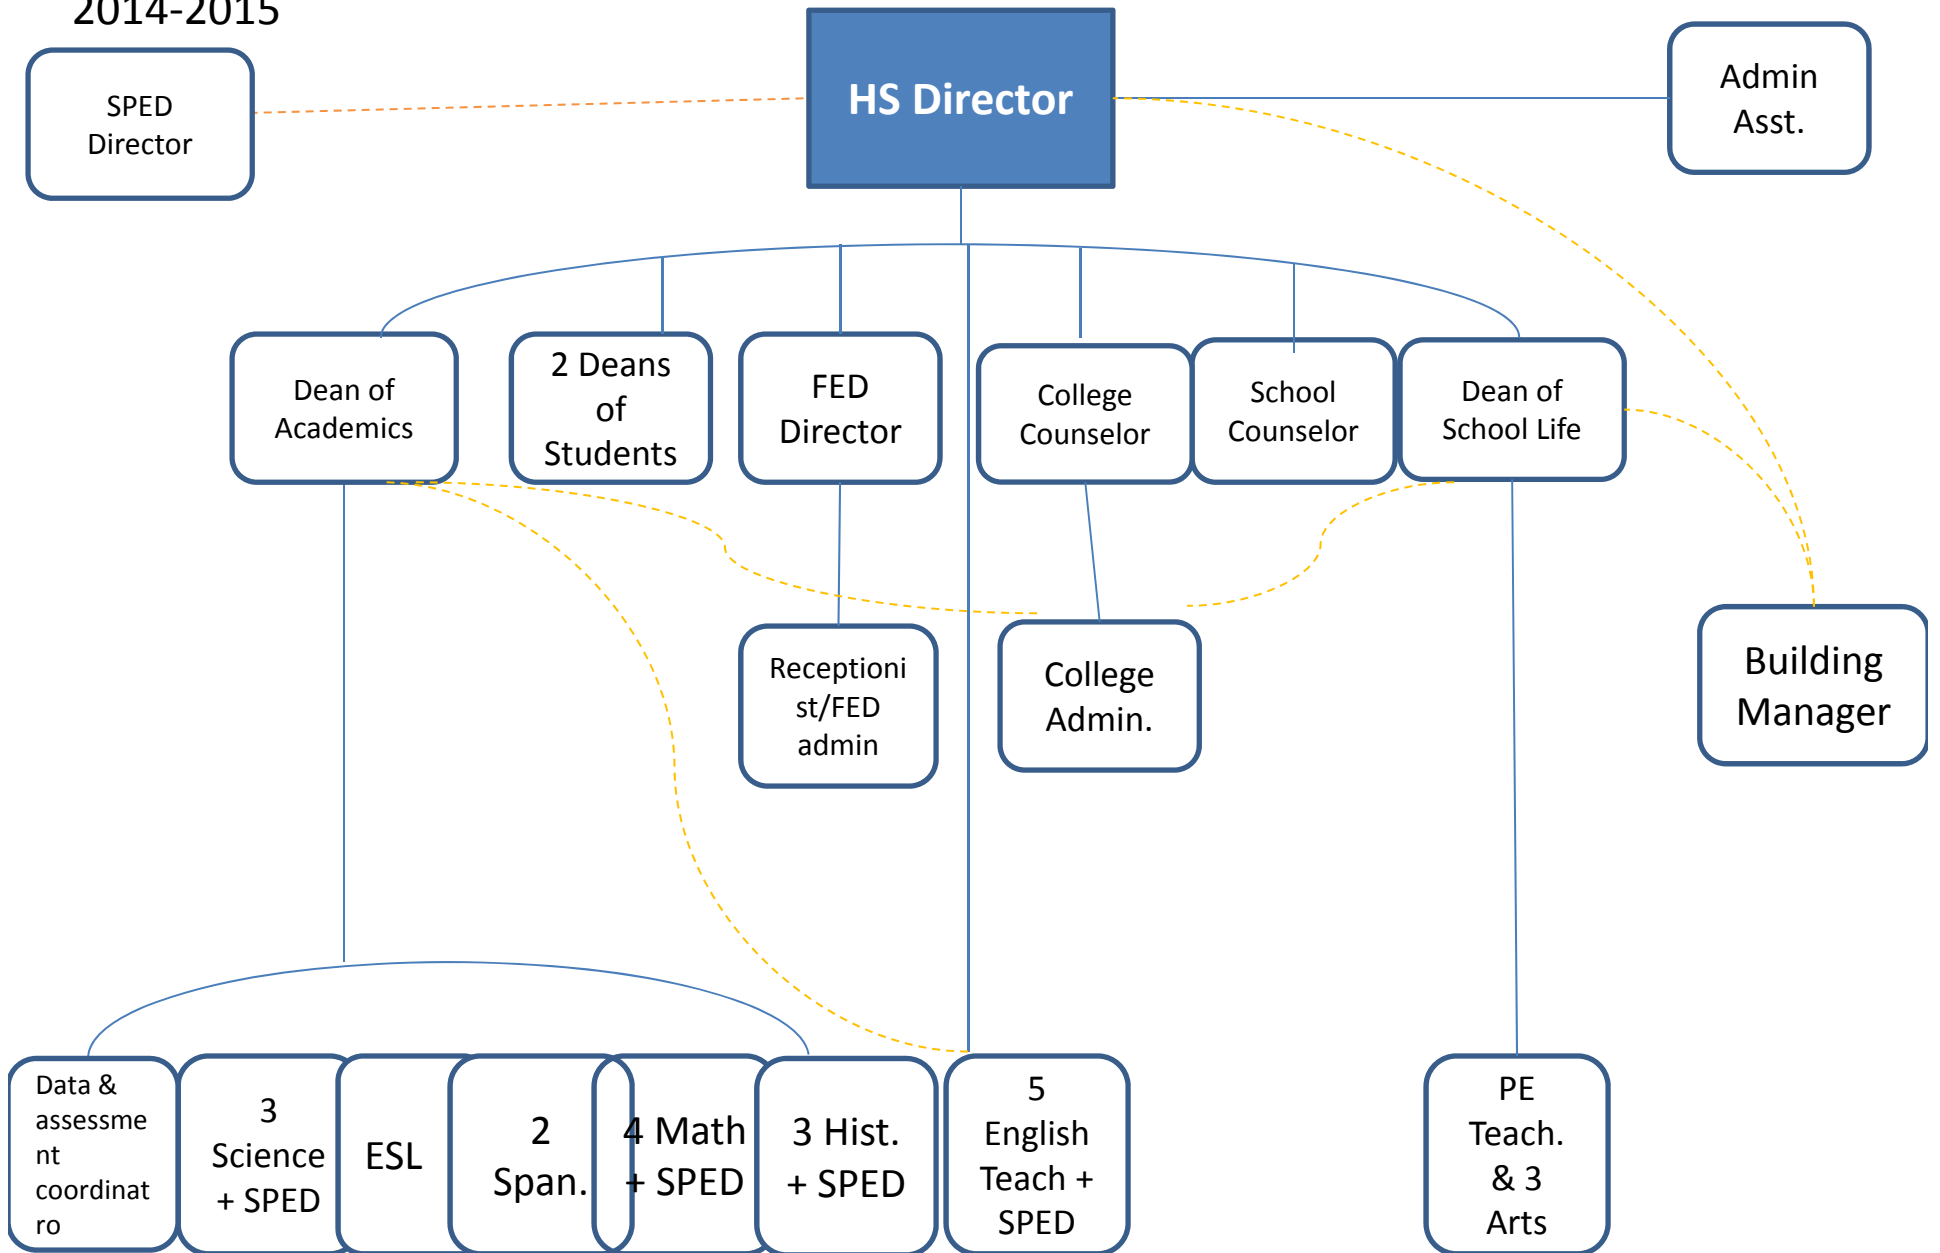 2014-2015
SPED
Director
HS Director
Admin
Asst.
Dean of
Academics
2 Deans
of
Students
FED
Director
College
Counselor
School
Counselor
Dean of
School Life
Receptioni
st/FED
admin
College
Admin.
Building
Manager
Data &
assessme
nt
coordinat
ro
3
Science
+ SPED
ESL
2
Span.
4 Math
+ SPED
3 Hist.
+ SPED
5
English
Teach +
SPED
PE
Teach.
& 3
Arts